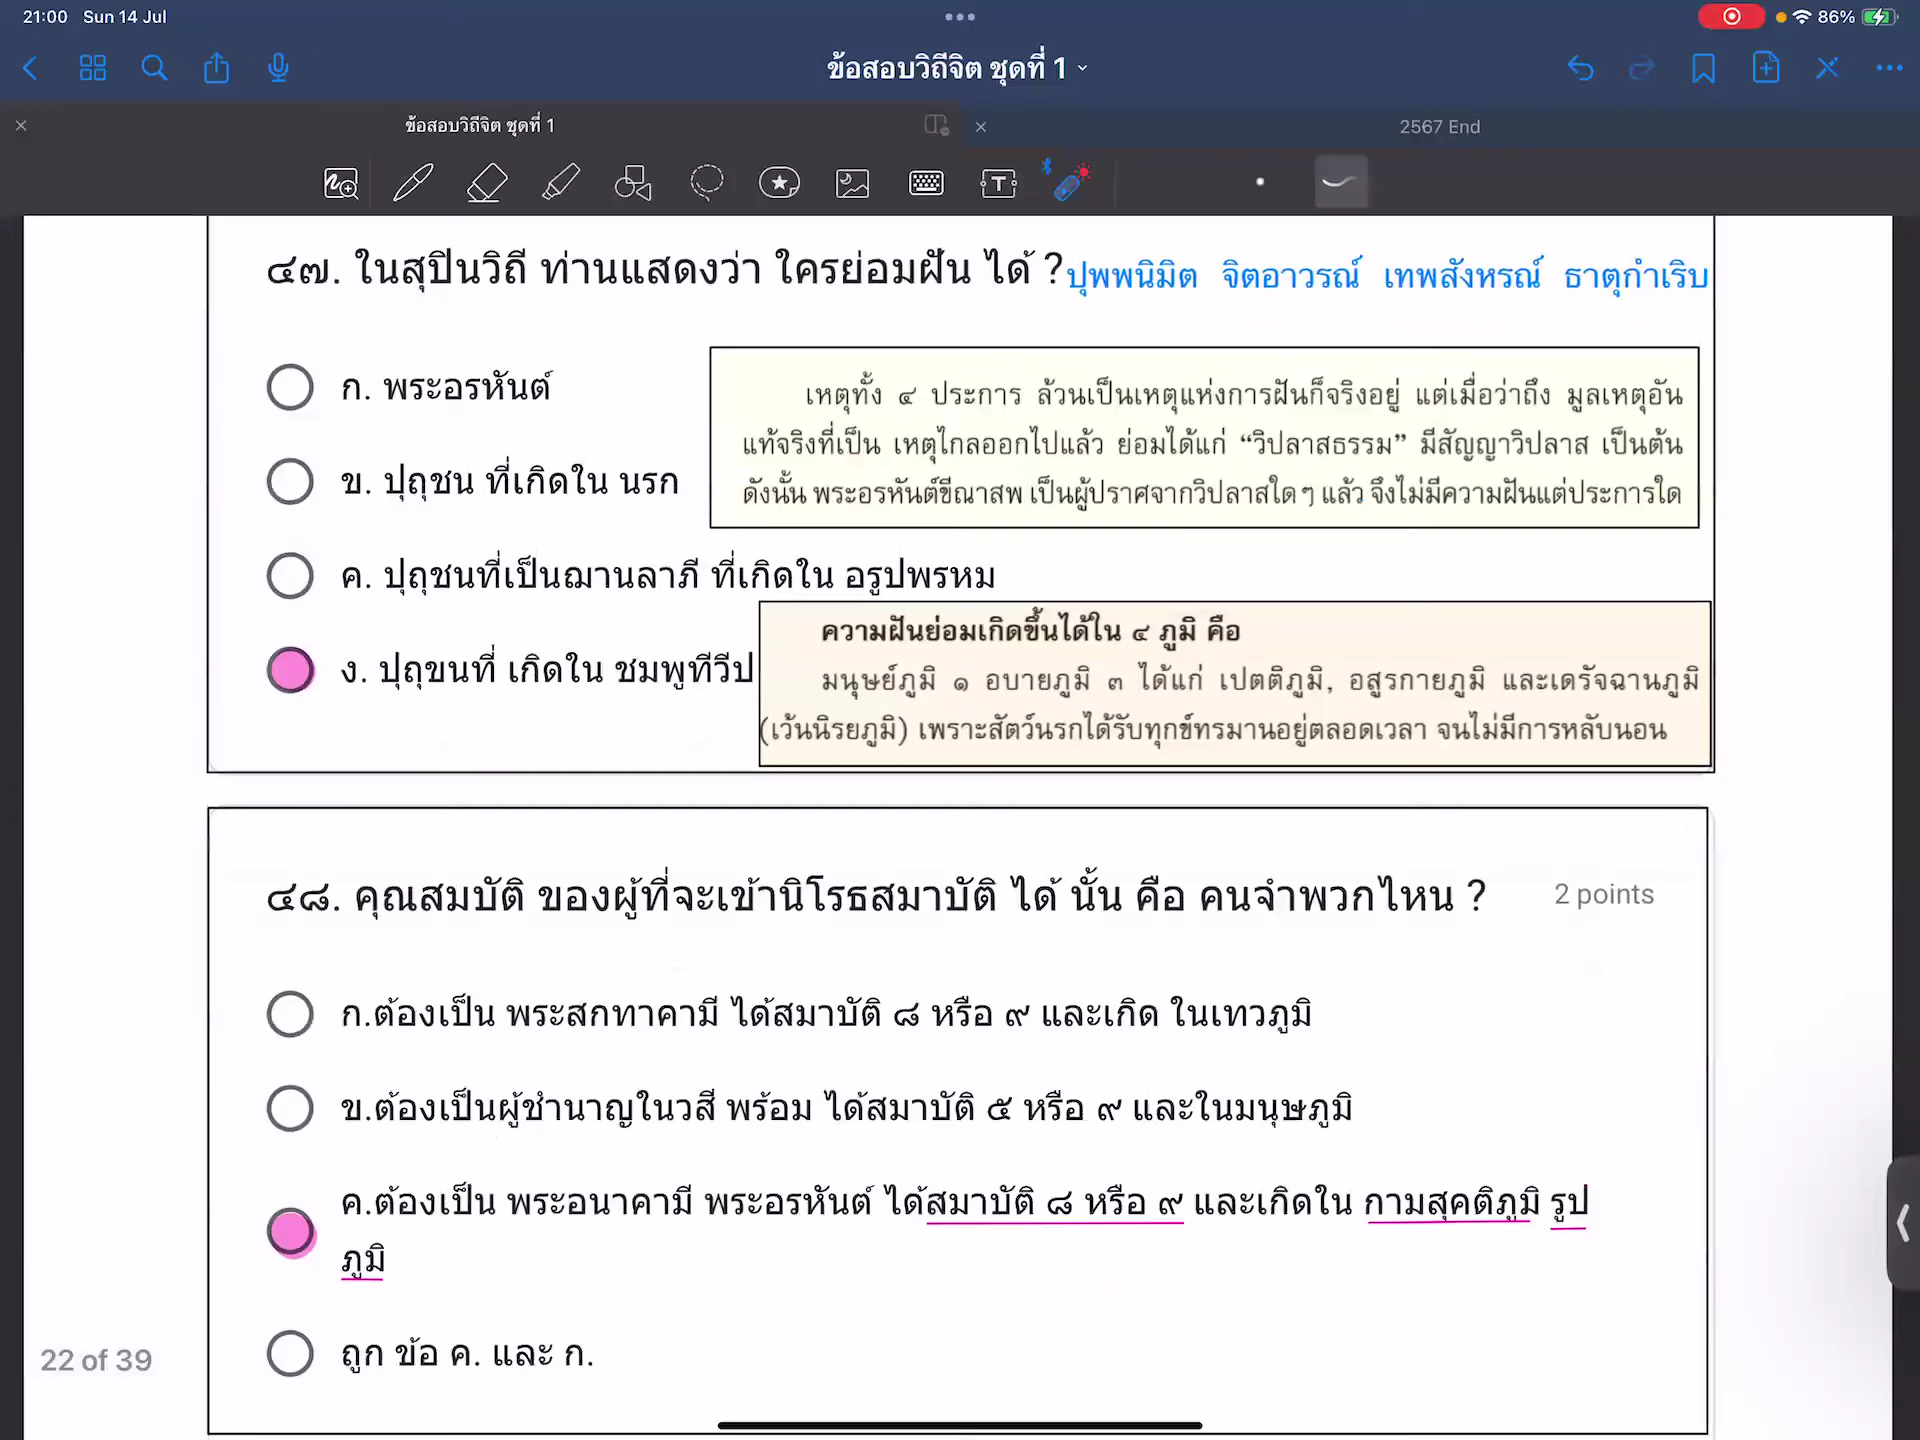 21:00 Sun 14 Jul
86%
ข้อสอบวิถีจิต ชุดที่ 1
ข้อสอบวิถีจิต ชุดที่ 1
2567 End
๔๗. ในสุปินวิถี ท่านแสดงว่า ใครย่อมฝัน ได้ ?
ปุพพนิมิต จิตอาวรณ์ เทพสังหรณ์ ธาตุกำเริบ
ก. พระอรหันต์
เหตุทั้ง ๔ ประการ ล้วนเป็นเหตุแห่งการฝันก็จริงอยู่ แต่เมื่อว่าถึง มูลเหตุอัน
แท้จริงที่เป็น เหตุไกลออกไปแล้ว ย่อมได้แก่ “วิปลาสธรรม” มีสัญญาวิปลาส เป็นต้น
ดังนั้น พระอรหันต์ขีณาสพ เป็นผู้ปราศจากวิปลาสใดๆ แล้ว จึงไม่มีความฝันแต่ประการใด
ข. ปุถุชน ที่เกิดใน นรก
ค. ปุถุชนที่เป็นฌานลาภี ที่เกิดใน อรูปพรหม
ง. ปุถุขนที่ เกิดใน ชมพูทีวีป
ความฝันย่อมเกิดขึ้นได้ใน ๔ ภูมิ คือ
มนุษย์ภูมิ ๑ อบายภูมิ ๓ ได้แก่ เปตติภูมิ, อสูรกายภูมิ และเดรัจฉานภูมิ
(เว้นนิรยภูมิ) เพราะสัตว์นรกได้รับทุกข์ทรมานอยู่ตลอดเวลา จนไม่มีการหลับนอน
๔๘. คุณสมบัติ ของผู้ที่จะเข้านิโรธสมาบัติ ได้ นั้น คือ คนจำพวกไหน ?
2 points
ก.ต้องเป็น พระสกทาคามี ได้สมาบัติ ๘ หรือ ๙ และเกิด ในเทวภูมิ
ข.ต้องเป็นผู้ชำนาญในวสี พร้อม ได้สมาบัติ ๕ หรือ ๙ และในมนุษภูมิ
ค.ต้องเป็น พระอนาคามี พระอรหันต์ ได้สมาบัติ ๘ หรือ ๙ และเกิดใน กามสุคติภูมิ รูป
ภูมิ
ถูก ข้อ ค. และ ก.
22 of 39